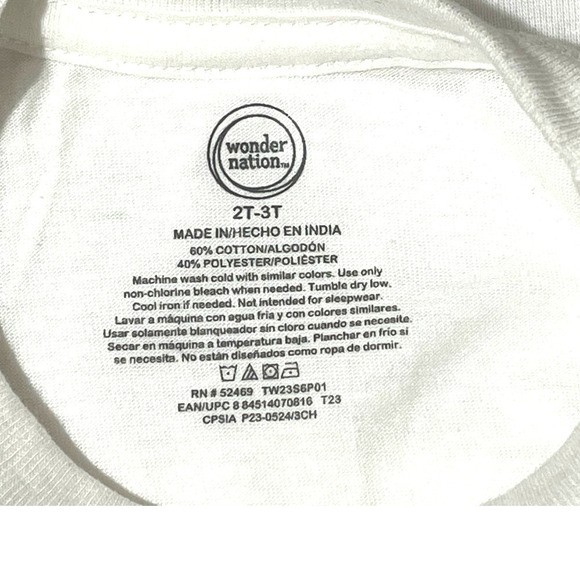 wonder
nation™
2T-3T
MADE IN/HECHO EN INDIA
60% COTTON/ALGODÓN
40% POLYESTER/POLIÉSTER
Machine wash cold with similar colors. Use only
non-chlorine bleach when needed. Tumble dry low.
Cool iron if needed. Not intended for sleepwear.
Lavar a máquina con agua fria y con colores similares.
Usar solamente blanqueador sin cloro cuando se necesite.
Secar en máquina a temperatura baja. Planchar en frío si
se necesita. No están diseñados como ropa de dormir.
RN # 52469 TW23S6P01
EAN/UPC 8 84514070816 T23
CPSIA P23-0524/3CH